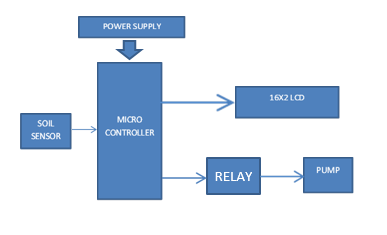 POWER SUPPLY
16X2 LCD
MICRO
CONTROLLER
SOIL
SENSOR
RELAY
PUMP